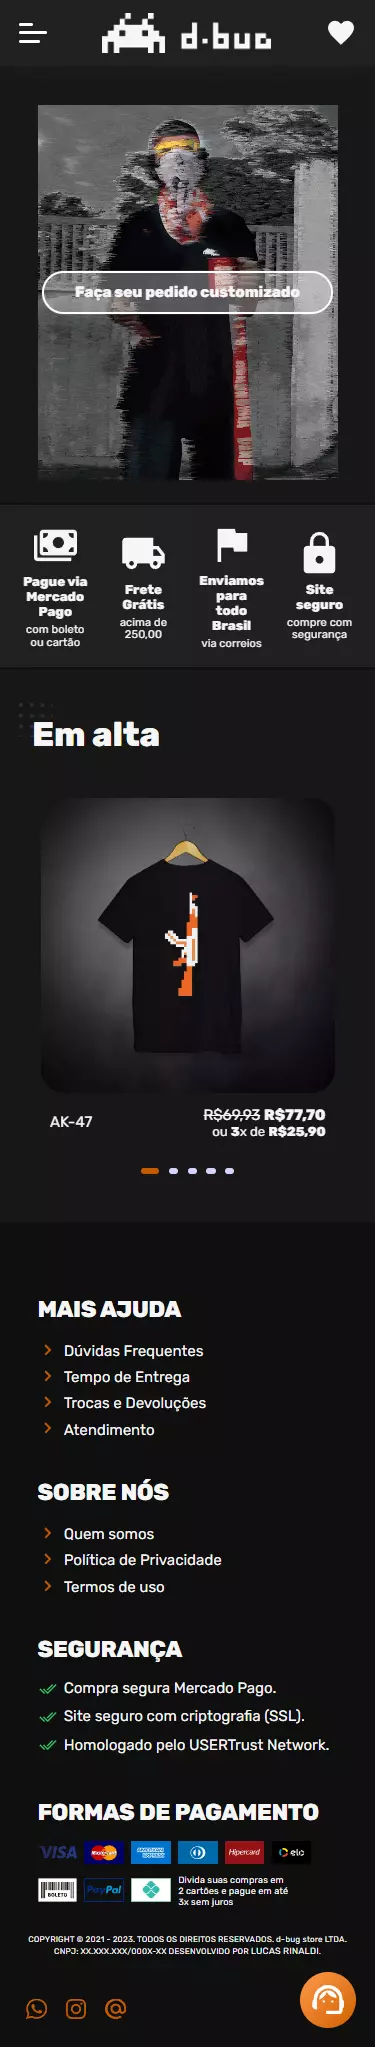 d-bug
Faça seu pedido customizado
Pague via
Mercado
Pago
com boleto
ou cartão
Frete
Grátis
acima de
250,00
Enviamos
para
todo
Brasil
via correios
Site
seguro
compre com
segurança
Em alta
AK-47
R$69,93 R$77,70
ou 3x de R$25,90
MAIS AJUDA
Dúvidas Frequentes
Tempo de Entrega
Trocas e Devoluções
Atendimento
SOBRE NÓS
Quem somos
Política de Privacidade
Termos de uso
SEGURANÇA
Compra segura Mercado Pago.
Site seguro com criptografia (SSL).
Homologado pelo USERTrust Network.
FORMAS DE PAGAMENTO
VISA MasterCard AMERICAN EXPRESS Hipercard elo
BOLETO PayPal
Divida suas compras em
2 cartões e pague em até
3x sem juros
COPYRIGHT © 2021 - 2023. TODOS OS DIREITOS RESERVADOS. d-bug store LTDA.
CNPJ: XX.XXX.XXX/000X-XX DESENVOLVIDO POR LUCAS RINALDI.